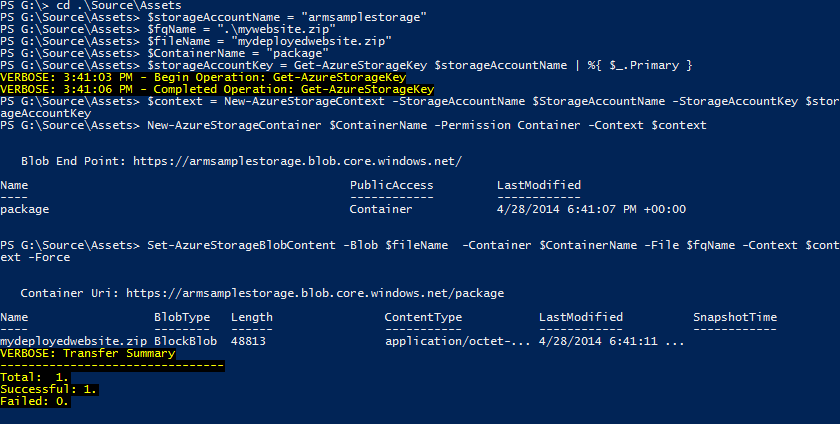 PS G:\> cd .\Source\Assets
PS G:\Source\Assets> $storageAccountName = "armsamplestorage"
PS G:\Source\Assets> $fqName = ".\mywebsite.zip"
PS G:\Source\Assets> $fileName = "mydeployedwebsite.zip"
PS G:\Source\Assets> $ContainerName = "package"
PS G:\Source\Assets> $storageAccountKey = Get-AzureStorageKey $storageAccountName | %{ $_.Primary }
VERBOSE: 3:41:03 PM - Begin Operation: Get-AzureStorageKey
VERBOSE: 3:41:06 PM - Completed Operation: Get-AzureStorageKey
PS G:\Source\Assets> $context = New-AzureStorageContext -StorageAccountName $StorageAccountName -StorageAccountKey $stor
ageAccountKey
PS G:\Source\Assets> New-AzureStorageContainer $ContainerName -Permission Container -Context $context
Blob End Point: https://armsamplestorage.blob.core.windows.net/
Name PublicAccess LastModified
---- ------------ ------------
package Container 4/28/2014 6:41:07 PM +00:00
PS G:\Source\Assets> Set-AzureStorageBlobContent -Blob $fileName  -Container $ContainerName -File $fqName -Context $cont
ext -Force
Container Uri: https://armsamplestorage.blob.core.windows.net/package
Name BlobType Length ContentType LastModified SnapshotTime
---- -------- ------ ----------- ------------ ------------
mydeployedwebsite.zip BlockBlob 48813 application/octet-... 4/28/2014 6:41:11 ...
VERBOSE: Transfer Summary
--------------------------------
Total:  1.
Successful: 1.
Failed: 0.